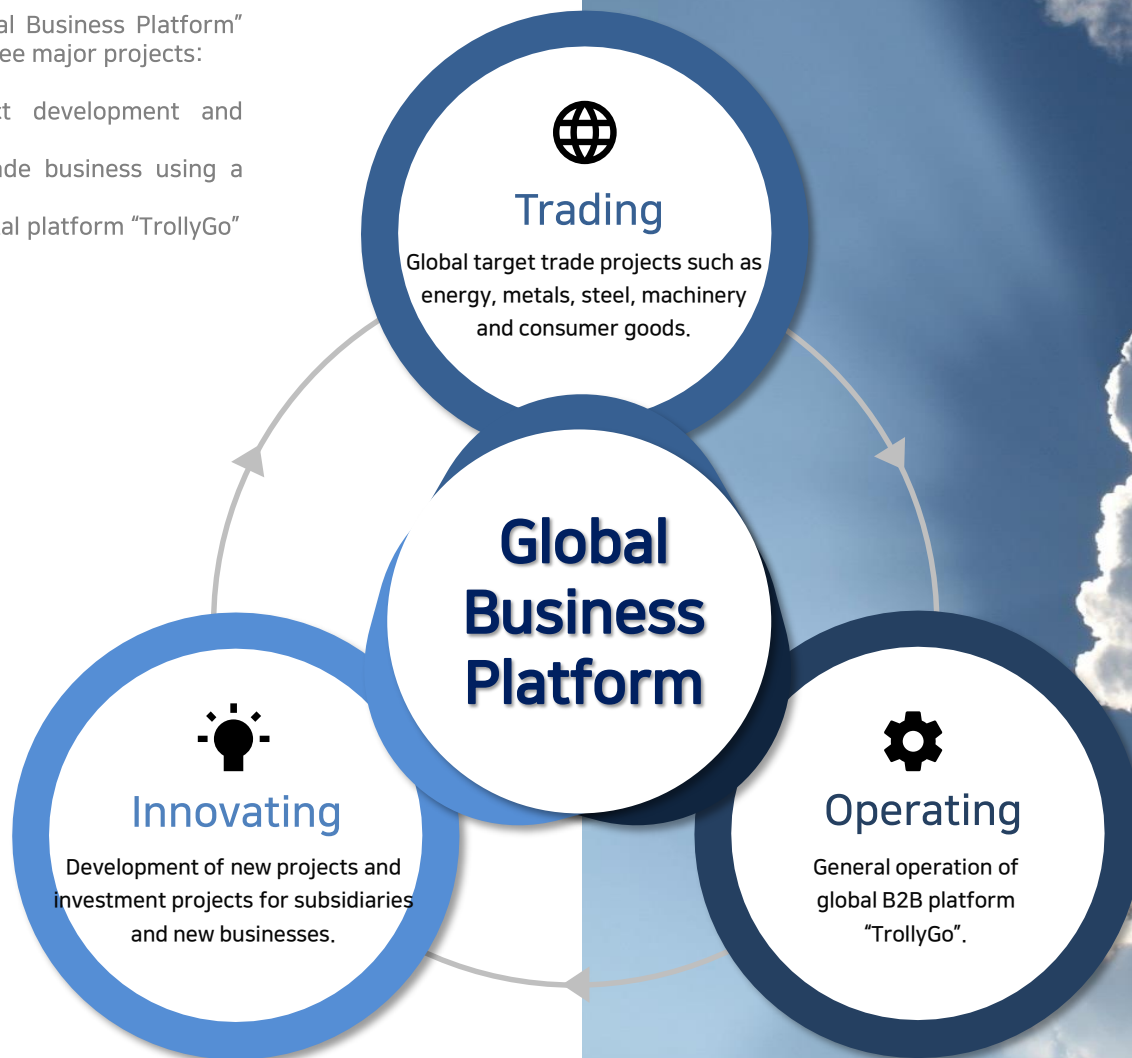 al Business Platform”
ee major projects:
ct development and
ade business using a
al platform “TrollyGo”
Trading
Global target trade projects such as
energy, metals, steel, machinery
and consumer goods.
Global
Business
Platform
Innovating
Development of new projects and
investment projects for subsidiaries
and new businesses.
Operating
General operation of
global B2B platform
“TrollyGo”.